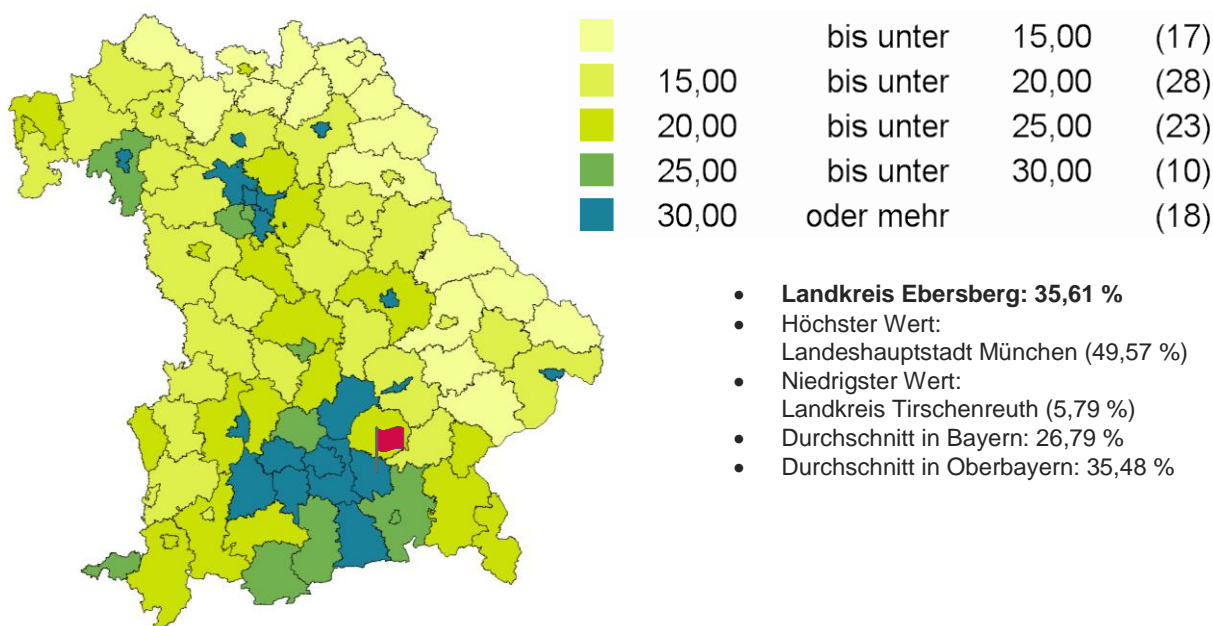 bis unter 15,00 (17)
15,00 bis unter 20,00 (28)
20,00 bis unter 25,00 (23)
25,00 bis unter 30,00 (10)
30,00 oder mehr (18)
• Landkreis Ebersberg: 35,61 %
• Höchster Wert:
Landeshauptstadt München (49,57 %)
• Niedrigster Wert:
Landkreis Tirschenreuth (5,79 %)
• Durchschnitt in Bayern: 26,79 %
• Durchschnitt in Oberbayern: 35,48 %